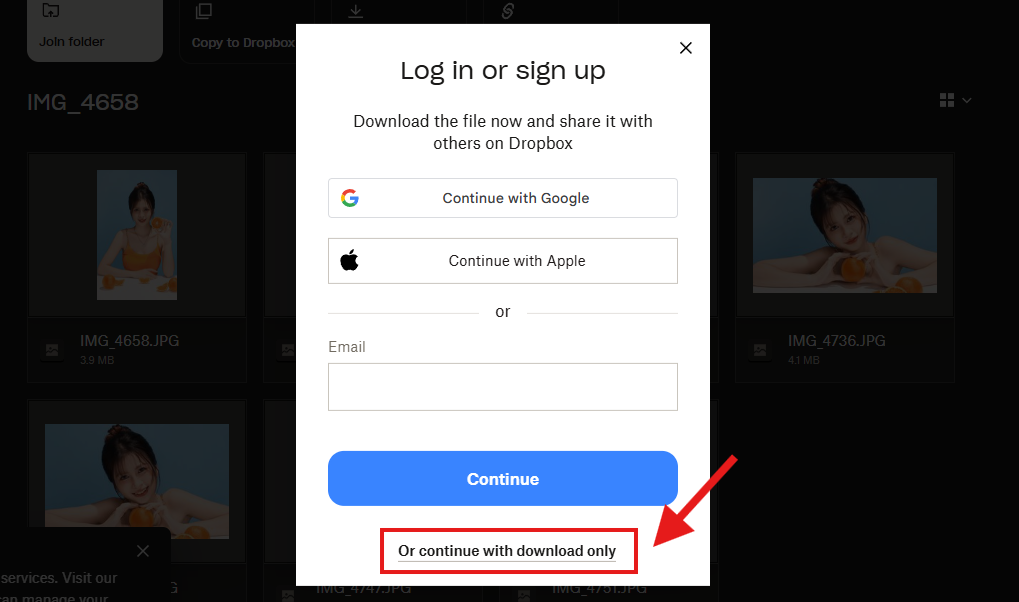 Join folder
Copy to Dropbox
IMG_4658
Log in or sign up
Download the file now and share it with
others on Dropbox
Continue with Google
Continue with Apple
or
Email
Continue
Or continue with download only
IMG_4658.JPG
3.9 MB
IMG_4736.JPG
4.1 MB
services. Visit our
can manage your
G
IMG_4747.JPG
IMG_4751.JPG